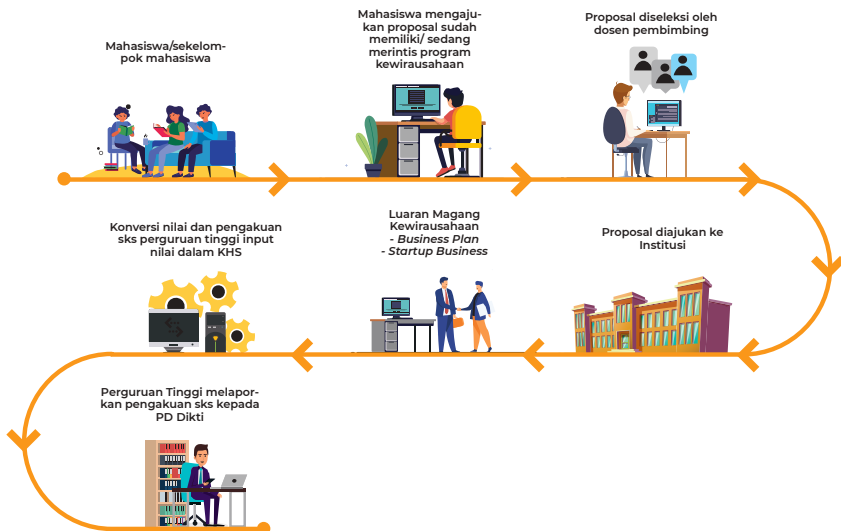 Mahasiswa/sekelom-
pok mahasiswa
Mahasiswa mengaju-
kan proposal sudah
memiliki/ sedang
merintis program
kewirausahaan
Proposal diseleksi oleh
dosen pembimbing
Proposal diajukan ke
Institusi
Luaran Magang
Kewirausahaan
- Business Plan
- Startup Business
Konversi nilai dan pengakuan
sks perguruan tinggi input
nilai dalam KHS
Perguruan Tinggi melapor-
kan pengakuan sks kepada
PD Dikti